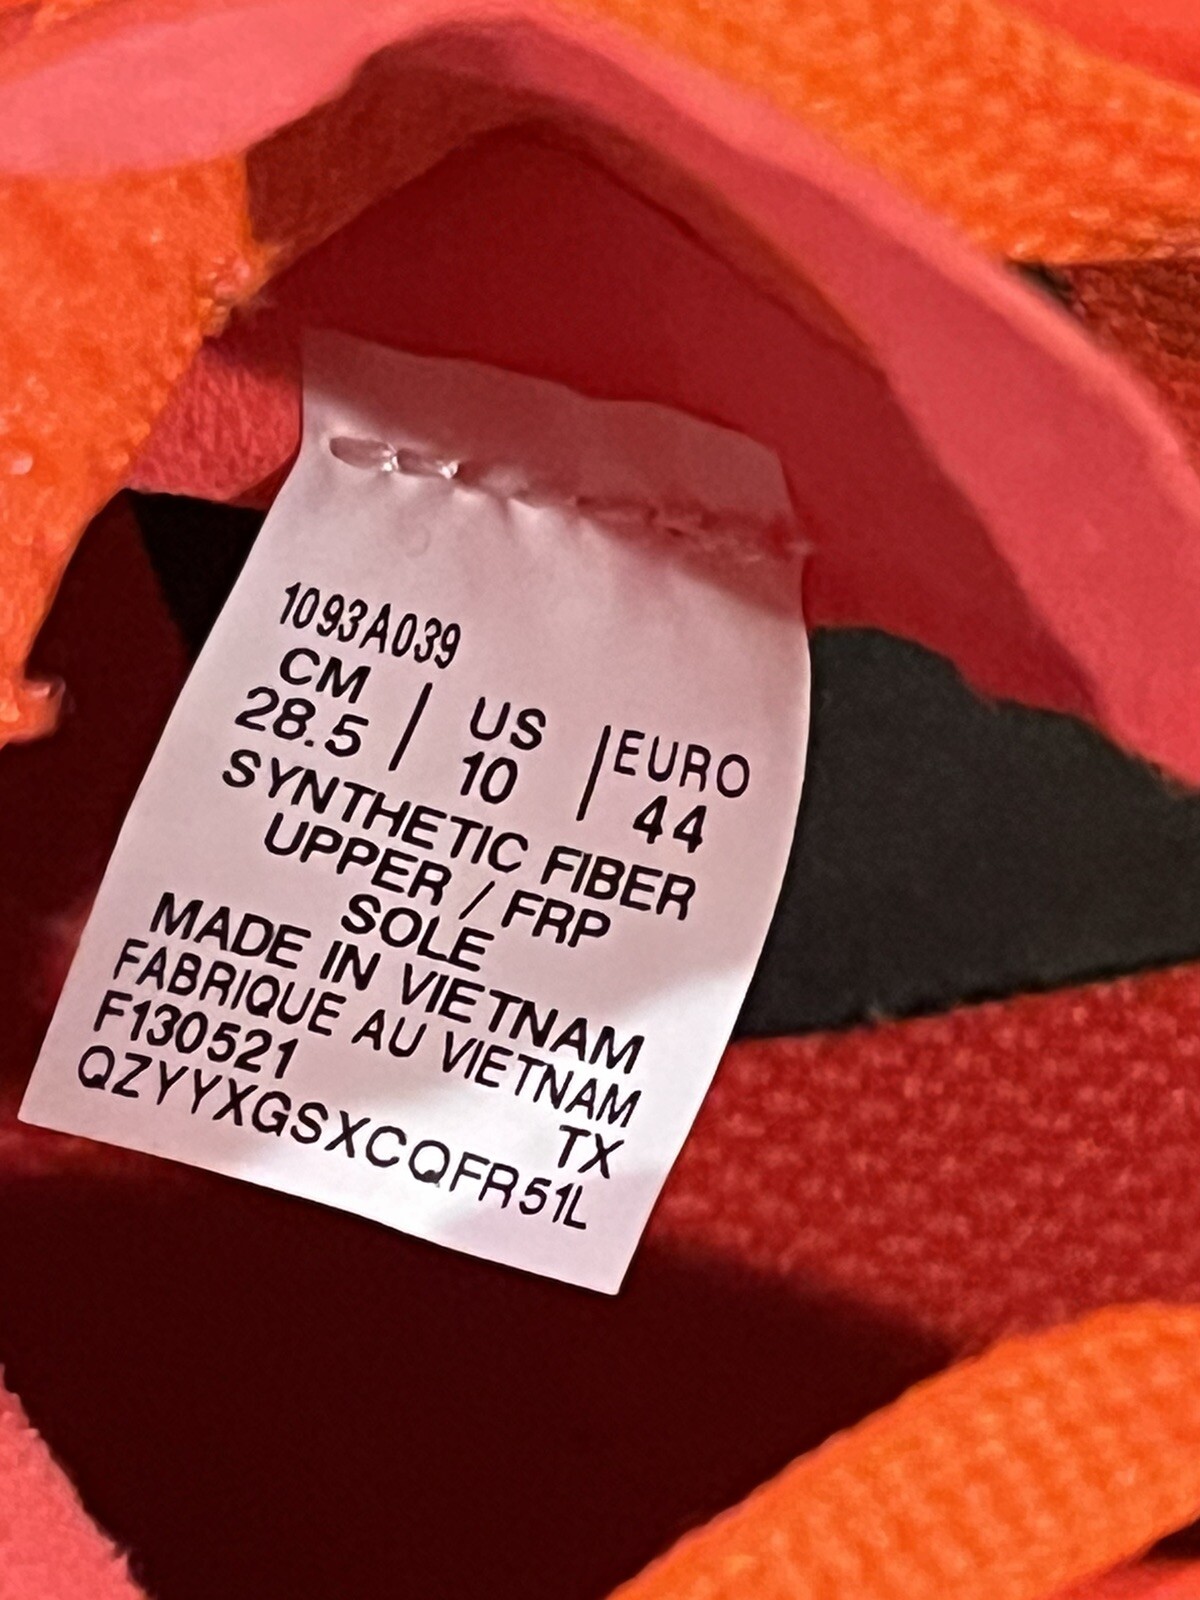 1093A039
CM | US | EURO
28.5 | 10 | 44
SYNTHETIC FIBER
UPPER / FRP
SOLE
MADE IN VIETNAM
FABRIQUE AU VIETNAM
F130521 TX
QZYYXGSXCQFR51L